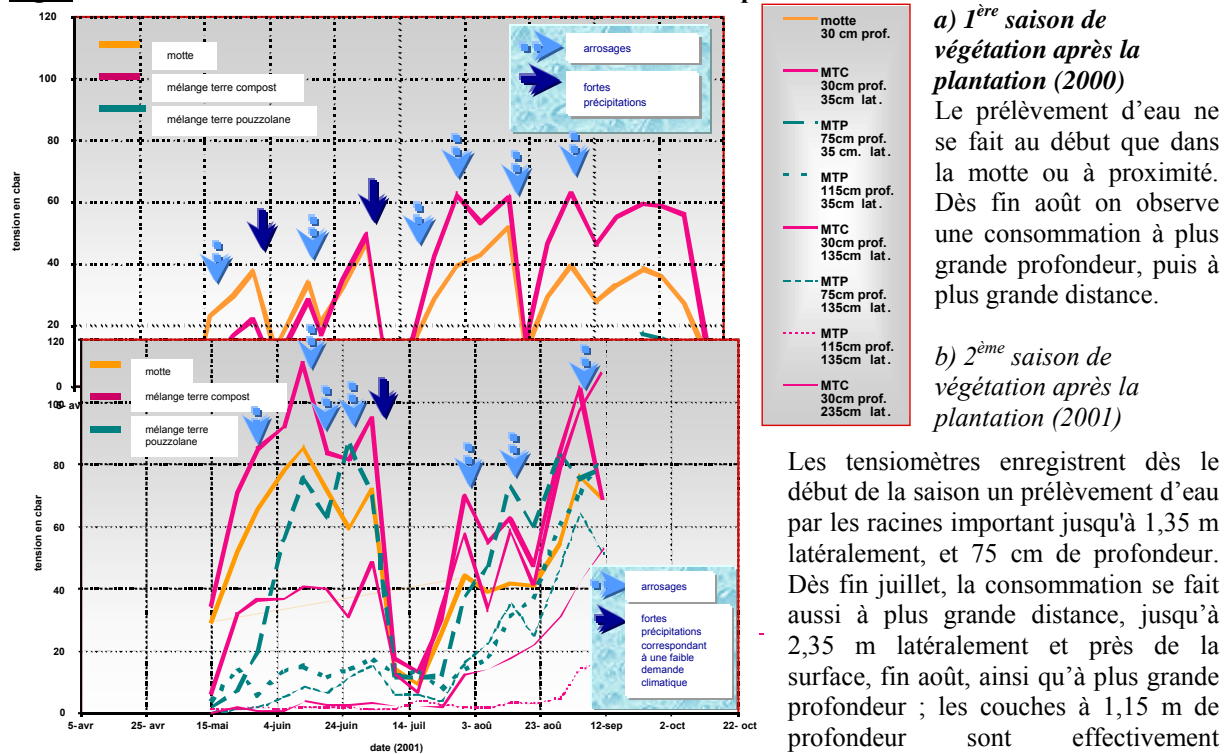 120
100
80
60
40
20
0
5- av
tension en cbar
motte
mélange terre compost
mélange terre pouzzolane
arrosages
fortes
précipitations
120
100
80
60
40
20
0
tension en cbar
motte
mélange terre compost
mélange terre
pouzzolane
arrosages
fortes
précipitations
correspondant
à une faible
demande
climatique
5-avr
25- avr
15-mai
4-juin
24-juin
14 juil
3- aoû
23-aoû
12-sep
2-oct
22- oct
date (2001)
motte
30 cm prof.
MTC
30cm prof.
35cm lat .
MTP
75cm prof.
35 cm. lat .
MTP
115cm prof.
35cm lat .
MTC
30cm prof.
135cm lat.
MTP
75cm prof.
135cm lat.
MTP
115cm prof.
135cm lat.
MTC
30cm prof.
235cm lat.
a) 1ère saison de
végétation après la
plantation (2000)
Le prélèvement d’eau ne
se fait au début que dans
la motte ou à proximité.
Dès fin août on observe
une consommation à plus
grande profondeur, puis à
plus grande distance.
b) 2ème saison de
végétation après la
plantation (2001)
Les tensiomètres enregistrent dès le
début de la saison un prélèvement d’eau
par les racines important jusqu'à 1,35 m
latéralement, et 75 cm de profondeur.
Dès fin juillet, la consommation se fait
aussi à plus grande distance, jusqu’à
2,35 m latéralement et près de la
surface, fin août, ainsi qu’à plus grande
profondeur ; les couches à 1,15 m de
profondeur sont effectivement